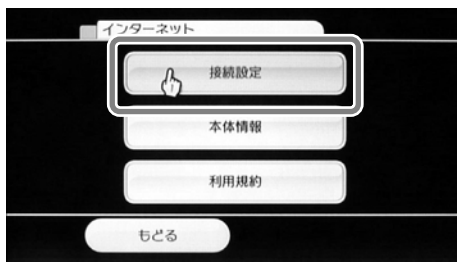 インターネット
接続設定
本体情報
利用規約
もどる